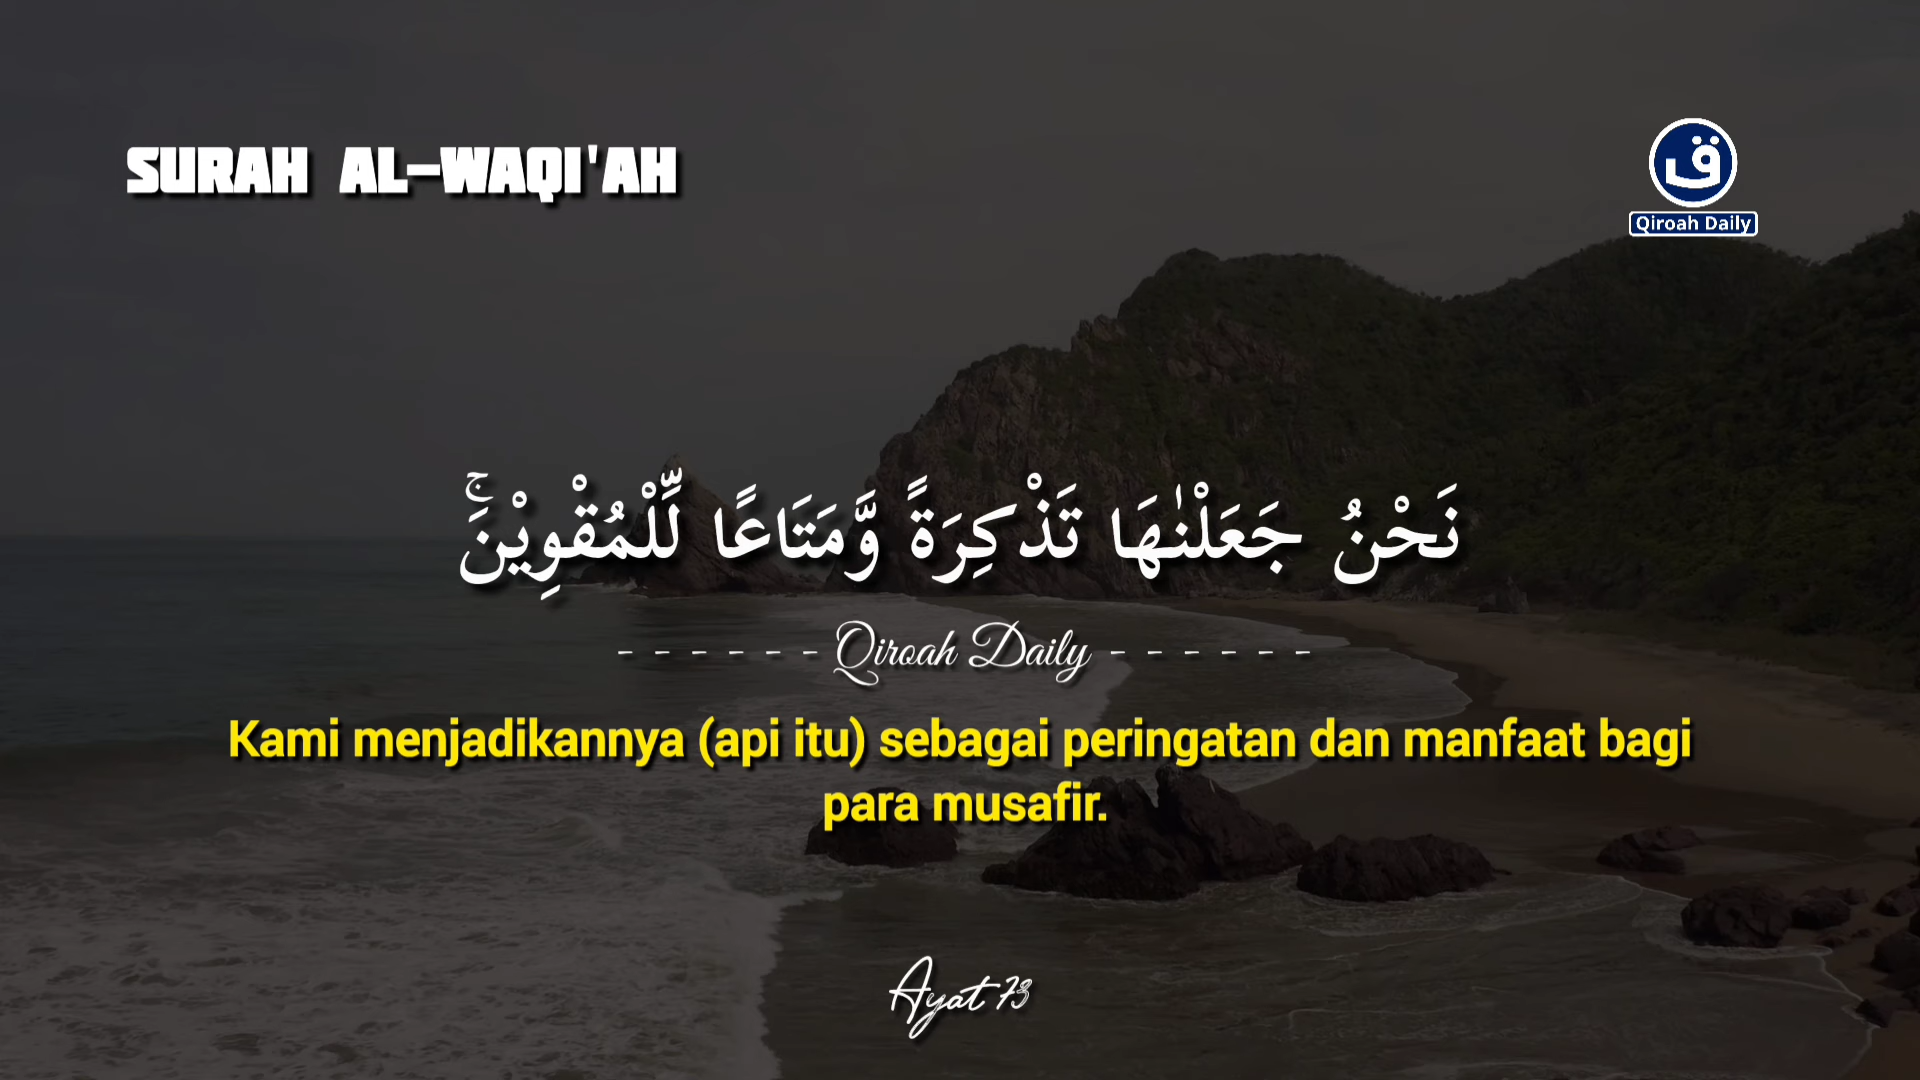 SURAH AL-WAQI'AH
ق
Qiroah Daily
نَحْنُ جَعَلْنٰهَا تَذْكِرَةً وَّمَتَاعًا لِّلْمُقْوِيْنَۚ
- - - - - - Qiroah Daily - - - - - -
Kami menjadikannya (api itu) sebagai peringatan dan manfaat bagi
para musafir.
Ayat 73